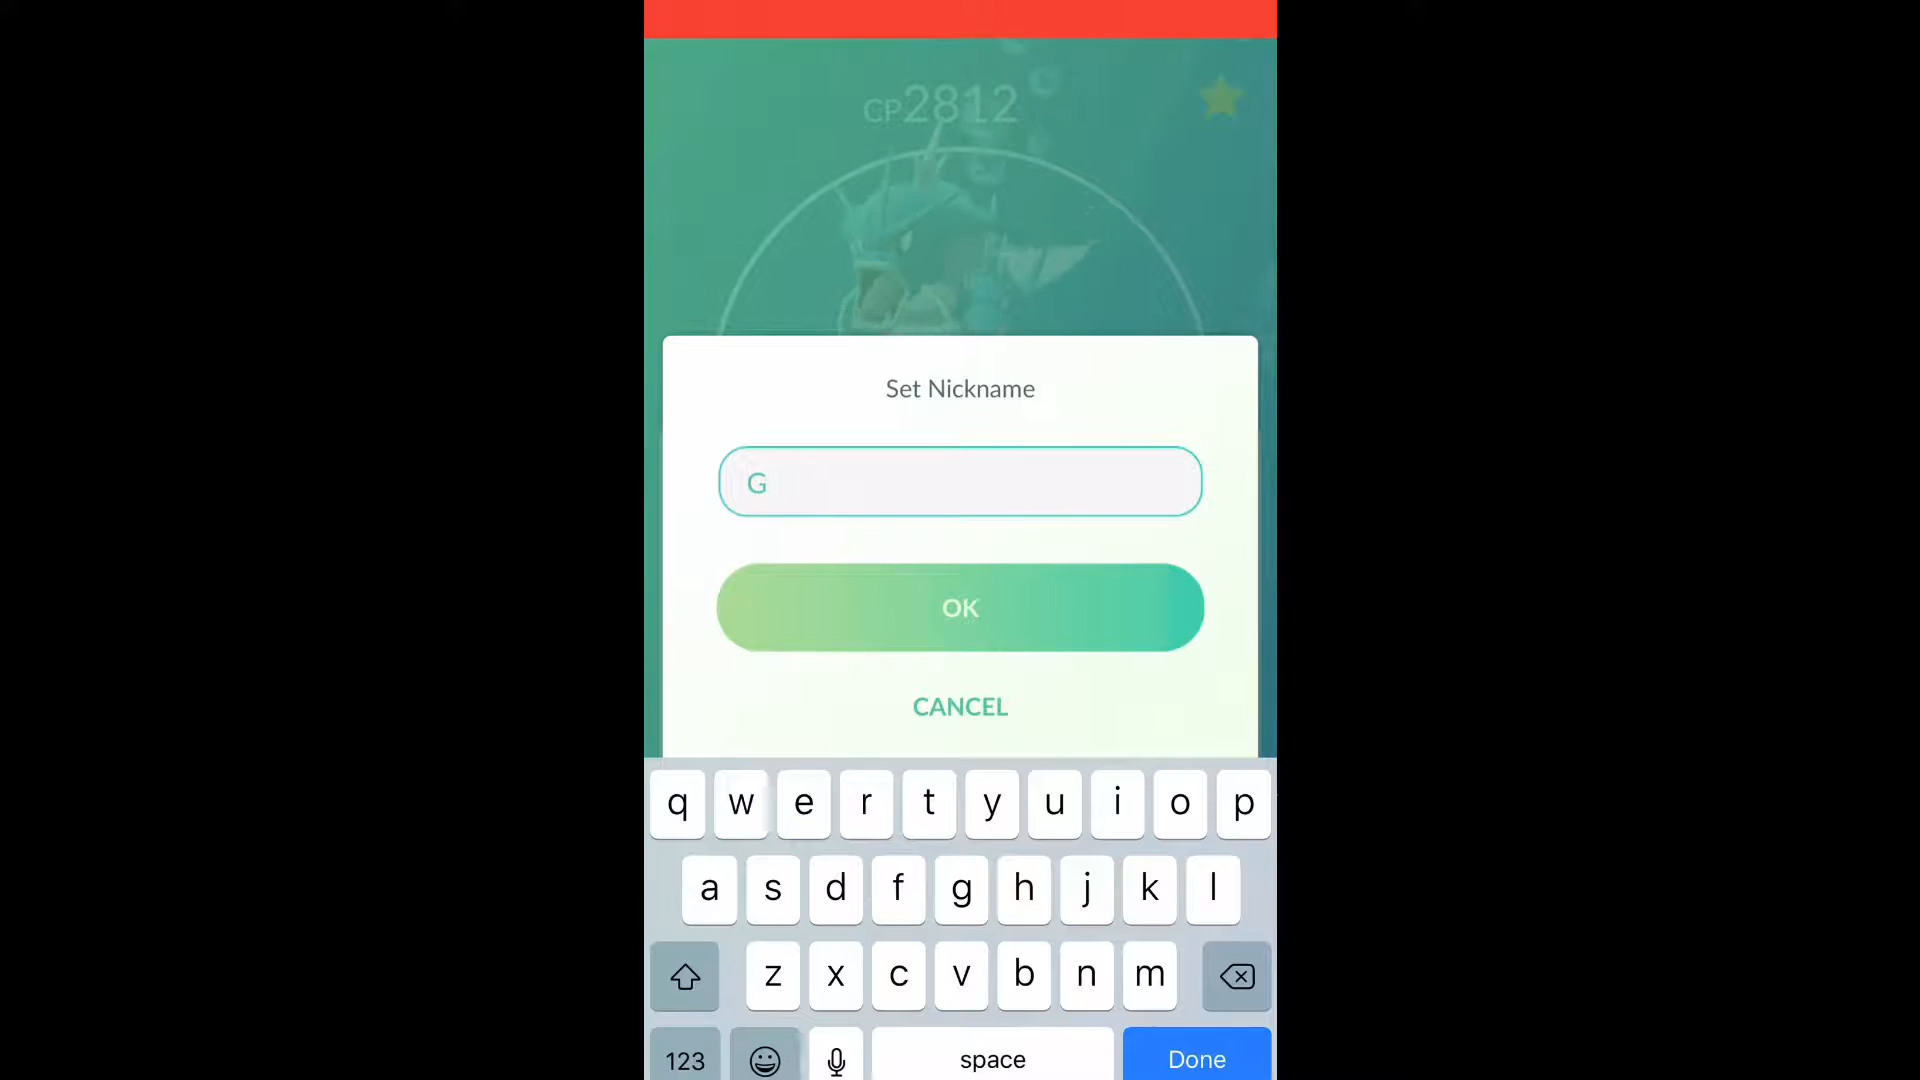 CP2812
Set Nickname
G
OK
CANCEL
q w e r t y u i o p
a s d f g h j k l
z x c v b n m
123 space Done